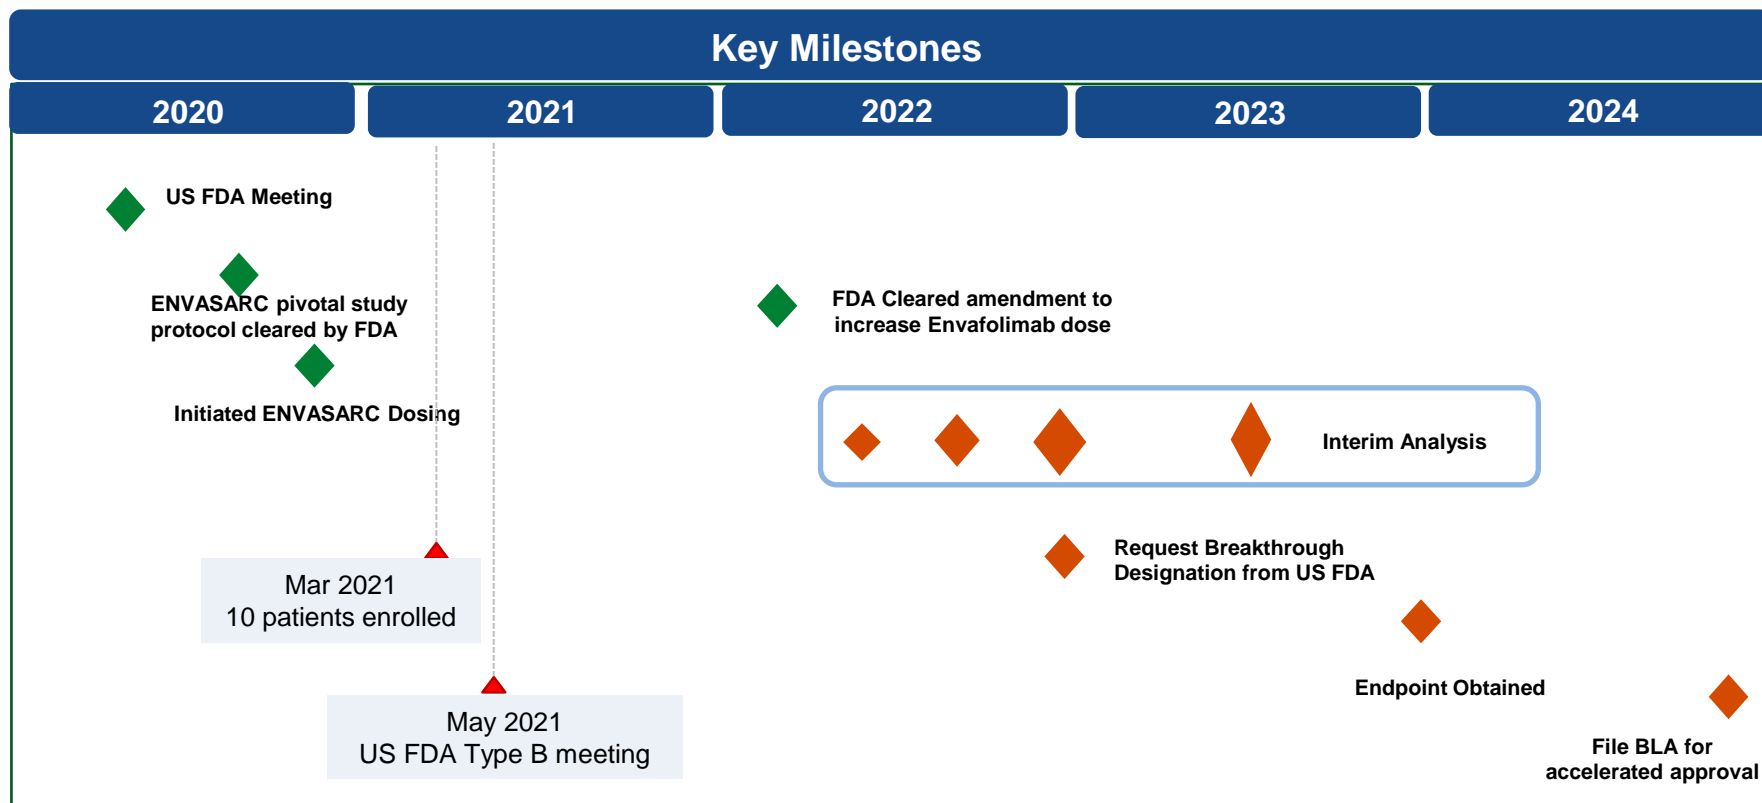 Key Milestones
2020
2021
2022
2023
2024
US FDA Meeting
ENVASARC pivotal study
protocol cleared by FDA
Initiated ENVASARC Dosing
FDA Cleared amendment to
increase Envafolimab dose
Interim Analysis
Request Breakthrough
Designation from US FDA
Mar 2021
10 patients enrolled
Endpoint Obtained
May 2021
US FDA Type B meeting
File BLA for
accelerated approval